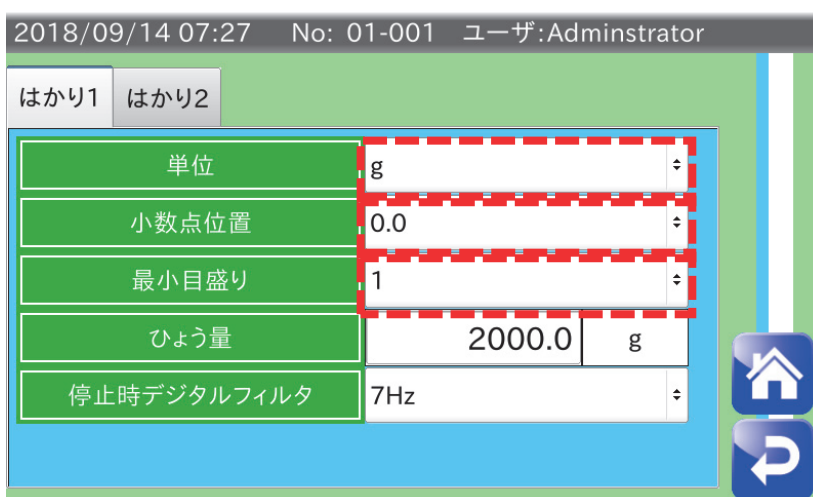 2018/09/14 07:27 No: 01-001 ユーザ:Adminstrator
はかり1 はかり2
単位 g
小数点位置 0.0
最小目盛り 1
ひょう量 2000.0 g
停止時デジタルフィルタ 7Hz